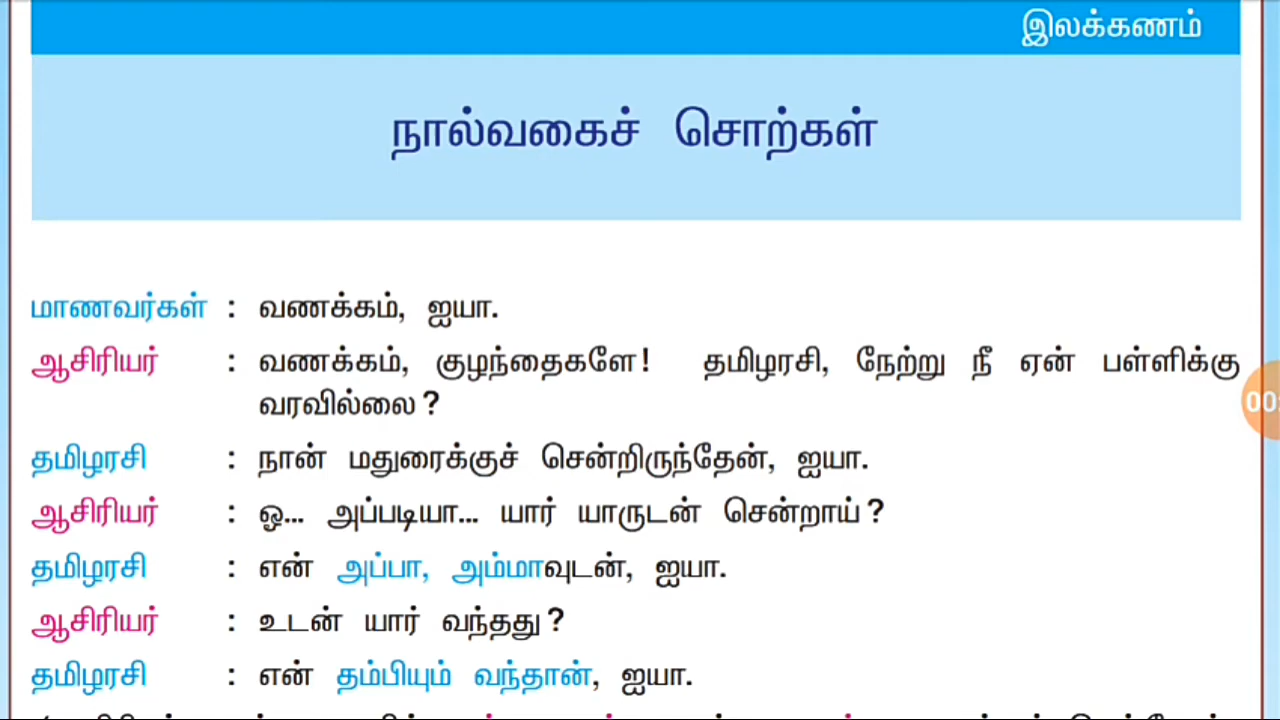 இலக்கணம்
நால்வகைச் சொற்கள்
மாணவர்கள் : வணக்கம், ஐயா.
ஆசிரியர் : வணக்கம், குழந்தைகளே! தமிழரசி, நேற்று நீ ஏன் பள்ளிக்கு
வரவில்லை?
தமிழரசி : நான் மதுரைக்குச் சென்றிருந்தேன், ஐயா.
ஆசிரியர் : ஓ... அப்படியா... யார் யாருடன் சென்றாய்?
தமிழரசி : என் அப்பா, அம்மாவுடன், ஐயா.
ஆசிரியர் : உடன் யார் வந்தது?
தமிழரசி : என் தம்பியும் வந்தான், ஐயா.